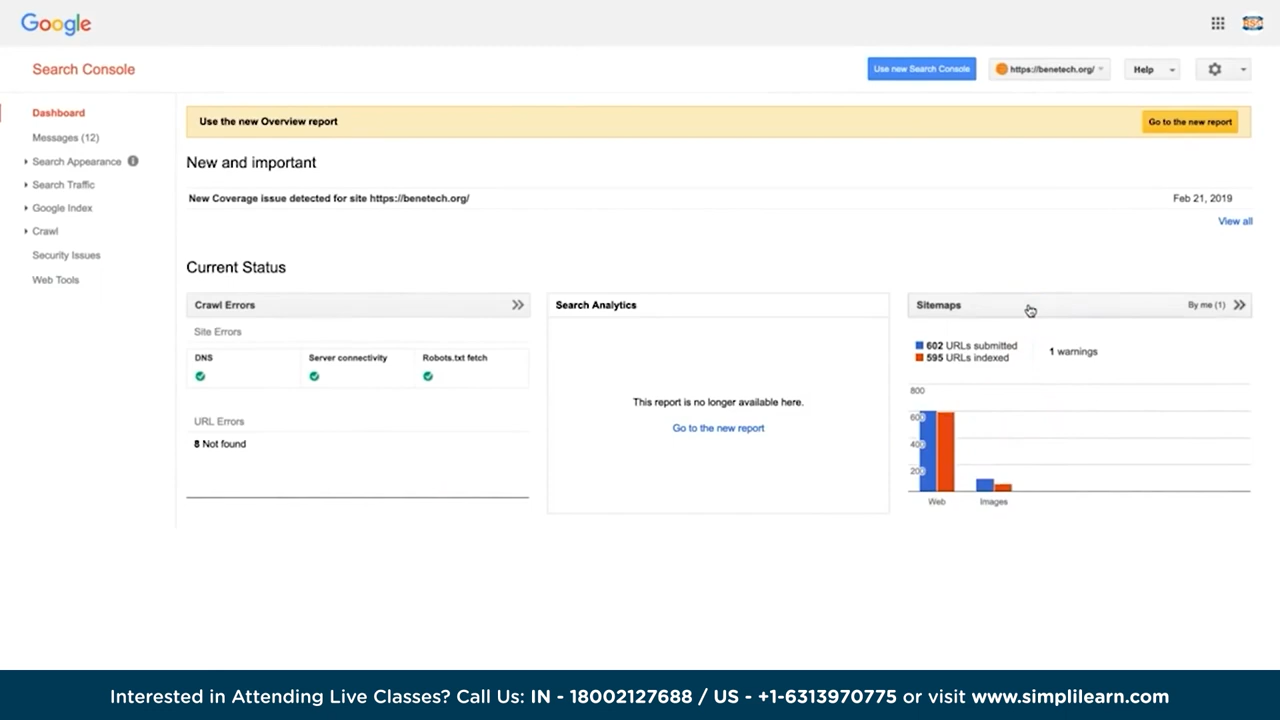 Google
Search Console
Use new Search Console
https://benetech.org/
Help
Dashboard
Messages (12)
Search Appearance
Search Traffic
Google Index
Crawl
Security Issues
Web Tools
Use the new Overview report
Go to the new report
New and important
New Coverage issue detected for site https://benetech.org/
Feb 21, 2019
View all
Current Status
Crawl Errors
Site Errors
DNS
Server connectivity
Robots.txt fetch
URL Errors
8 Not found
Search Analytics
This report is no longer available here.
Go to the new report
Sitemaps
By me (1)
602 URLs submitted
595 URLs indexed
1 warnings
800
600
400
200
Web
Images
Interested in Attending Live Classes? Call Us: IN - 18002127688 / US - +1-6313970775 or visit www.simplilearn.com